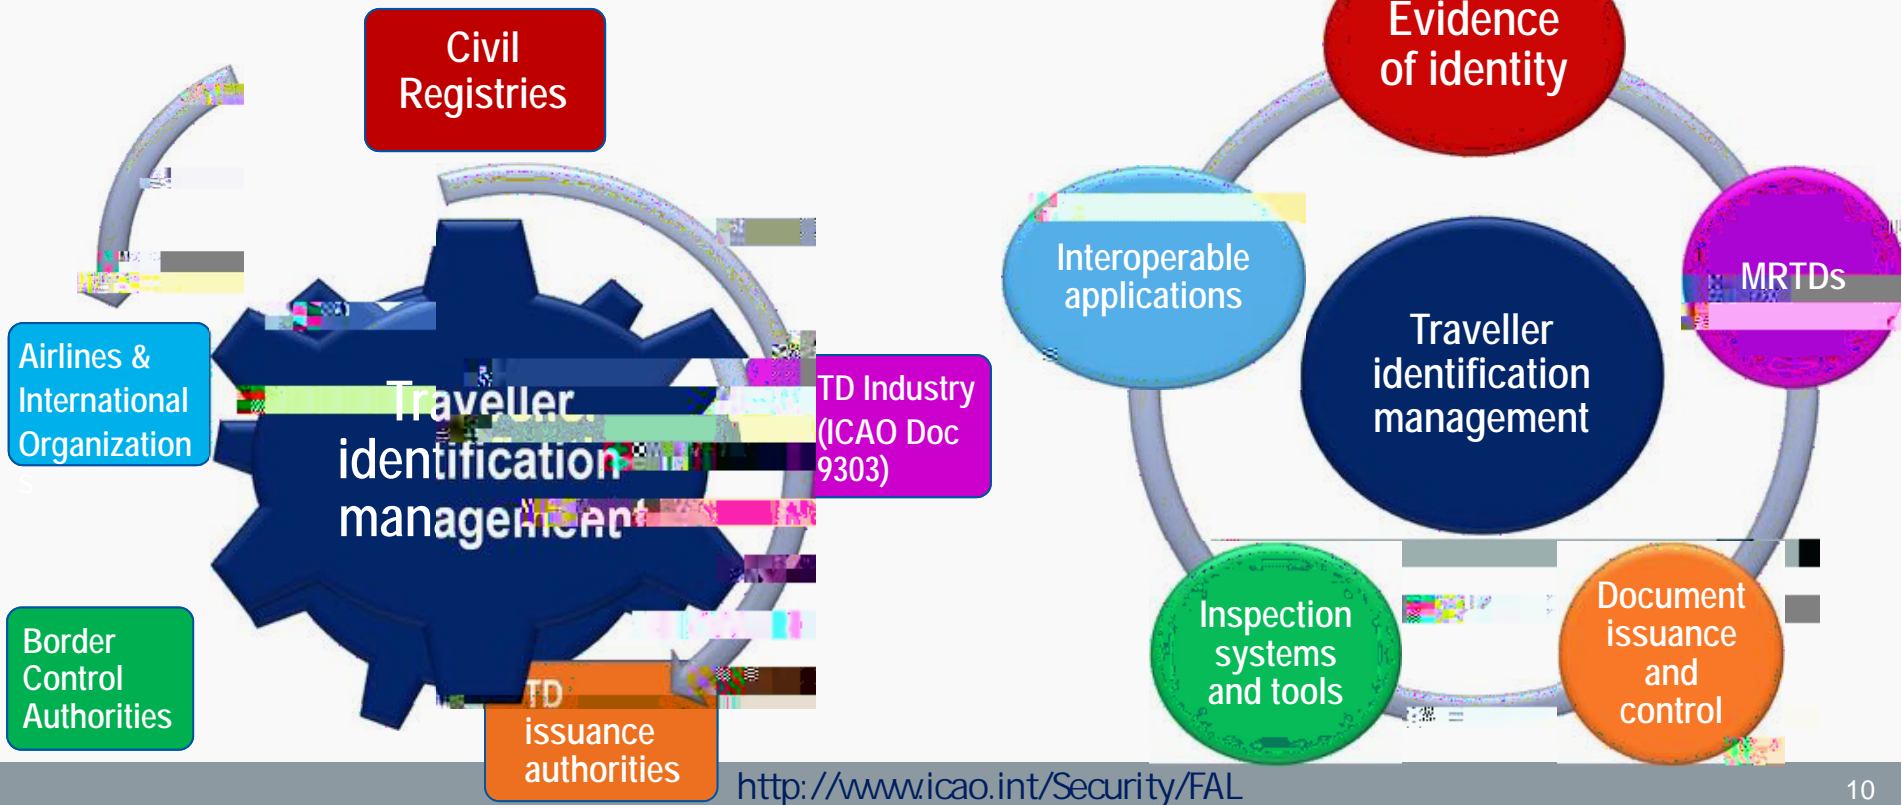 Civil
Registries
Airlines &
International
Organization
s
Traveller
identification
management
TD Industry
(ICAO Doc
9303)
Border
Control
Authorities
TD
issuance
authorities
Evidence
of identity
Interoperable
applications
MRTDs
Traveller
identification
management
Inspection
systems
and tools
Document
issuance
and
control
http://www.icao.int/Security/FAL
10